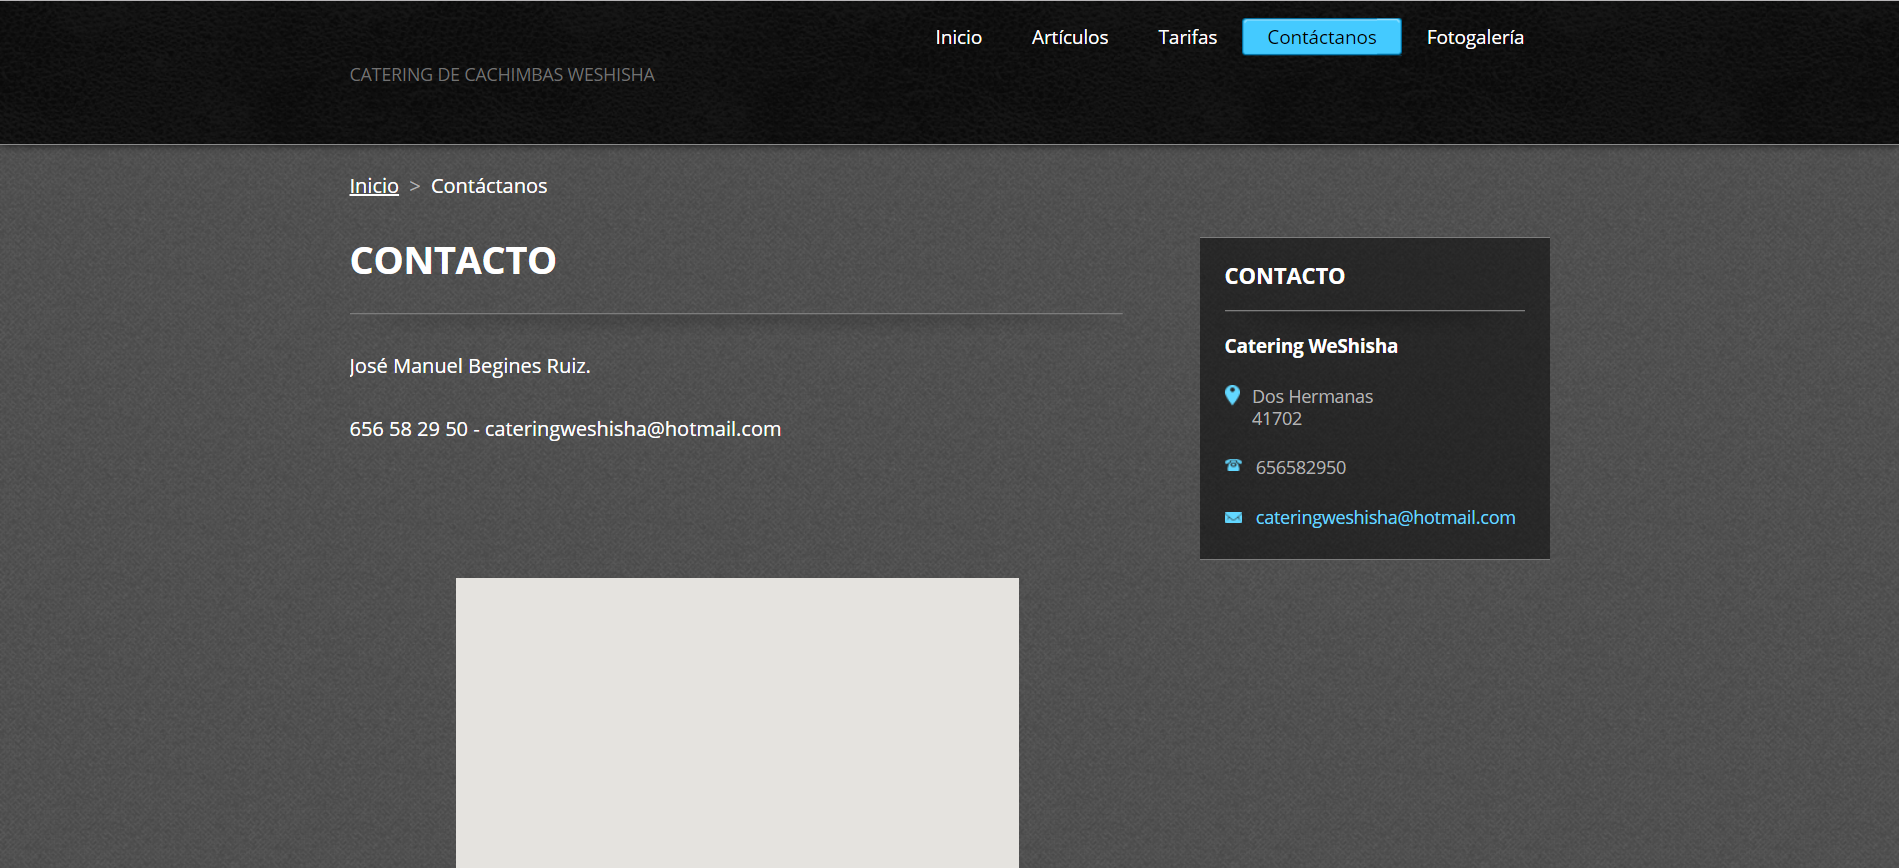 Inicio Artículos Tarifas Contáctanos Fotogalería
CATERING DE CACHIMBAS WESHISHA
Inicio > Contáctanos
CONTACTO
José Manuel Begines Ruiz.
656 58 29 50 - cateringweshisha@hotmail.com
CONTACTO
Catering WeShisha
Dos Hermanas
41702
656582950
cateringweshisha@hotmail.com